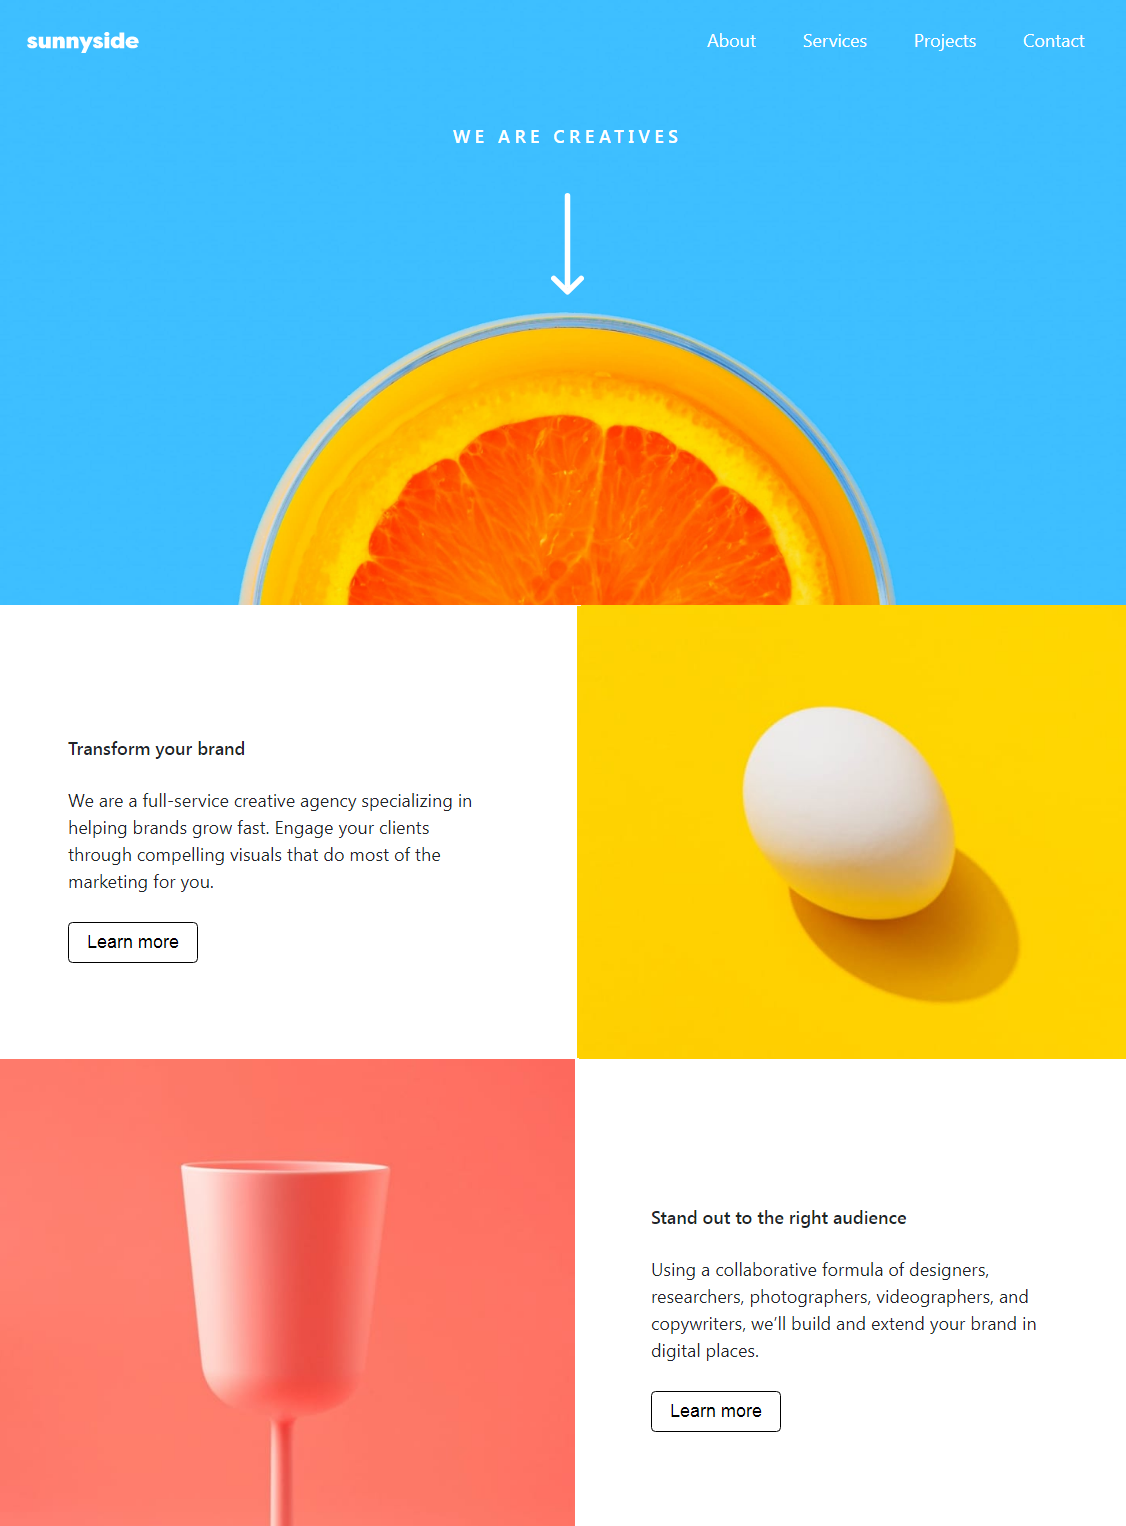 sunnyside
About Services Projects Contact
WE ARE CREATIVES
Transform your brand
We are a full-service creative agency specializing in
helping brands grow fast. Engage your clients
through compelling visuals that do most of the
marketing for you.
Learn more
Stand out to the right audience
Using a collaborative formula of designers,
researchers, photographers, videographers, and
copywriters, we’ll build and extend your brand in
digital places.
Learn more